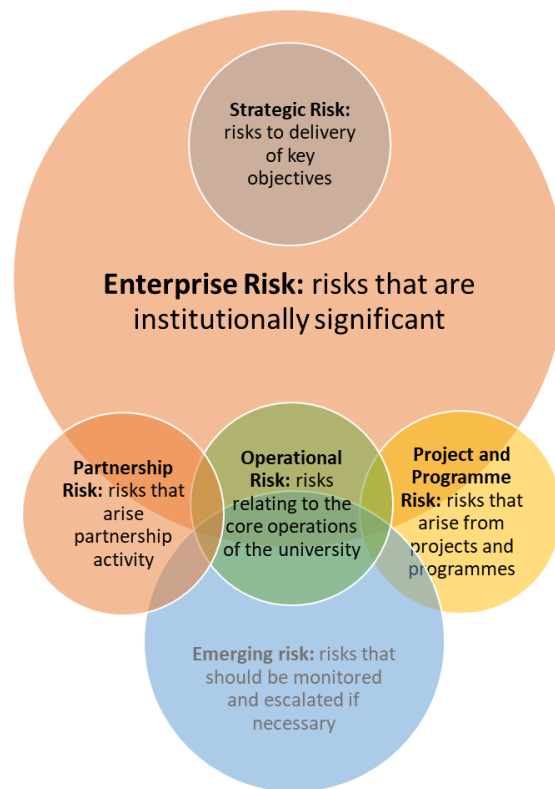 Strategic Risk:
risks to delivery
of key
objectives
Enterprise Risk: risks that are
institutionally significant
Partnership
Risk: risks that
arise
partnership
activity
Operational
Risk: risks
relating to the
core operations
of the university
Project and
Programme
Risk: risks that
arise from
projects and
programmes
Emerging risk: risks that
should be monitored
and escalated if
necessary